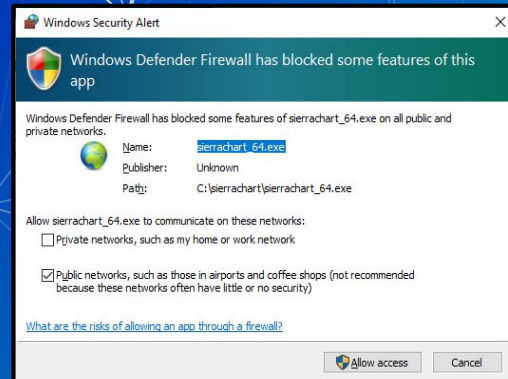 Windows Security Alert
Windows Defender Firewall has blocked some features of this
app
Windows Defender Firewall has blocked some features of sierrachart_64.exe on all public and
private networks.
Name: sierrachart_64.exe
Publisher: Unknown
Path: C:\sierrachart\sierrachart_64.exe
Allow sierrachart_64.exe to communicate on these networks:
Private networks, such as my home or work network
Public networks, such as those in airports and coffee shops (not recommended
because these networks often have little or no security)
What are the risks of allowing an app through a firewall?
Allow access Cancel